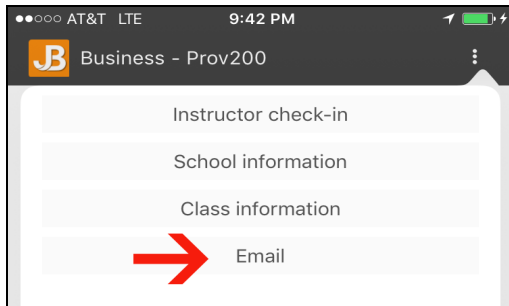 AT&T LTE 9:42 PM
JB Business - Prov200
Instructor check-in
School information
Class information
Email